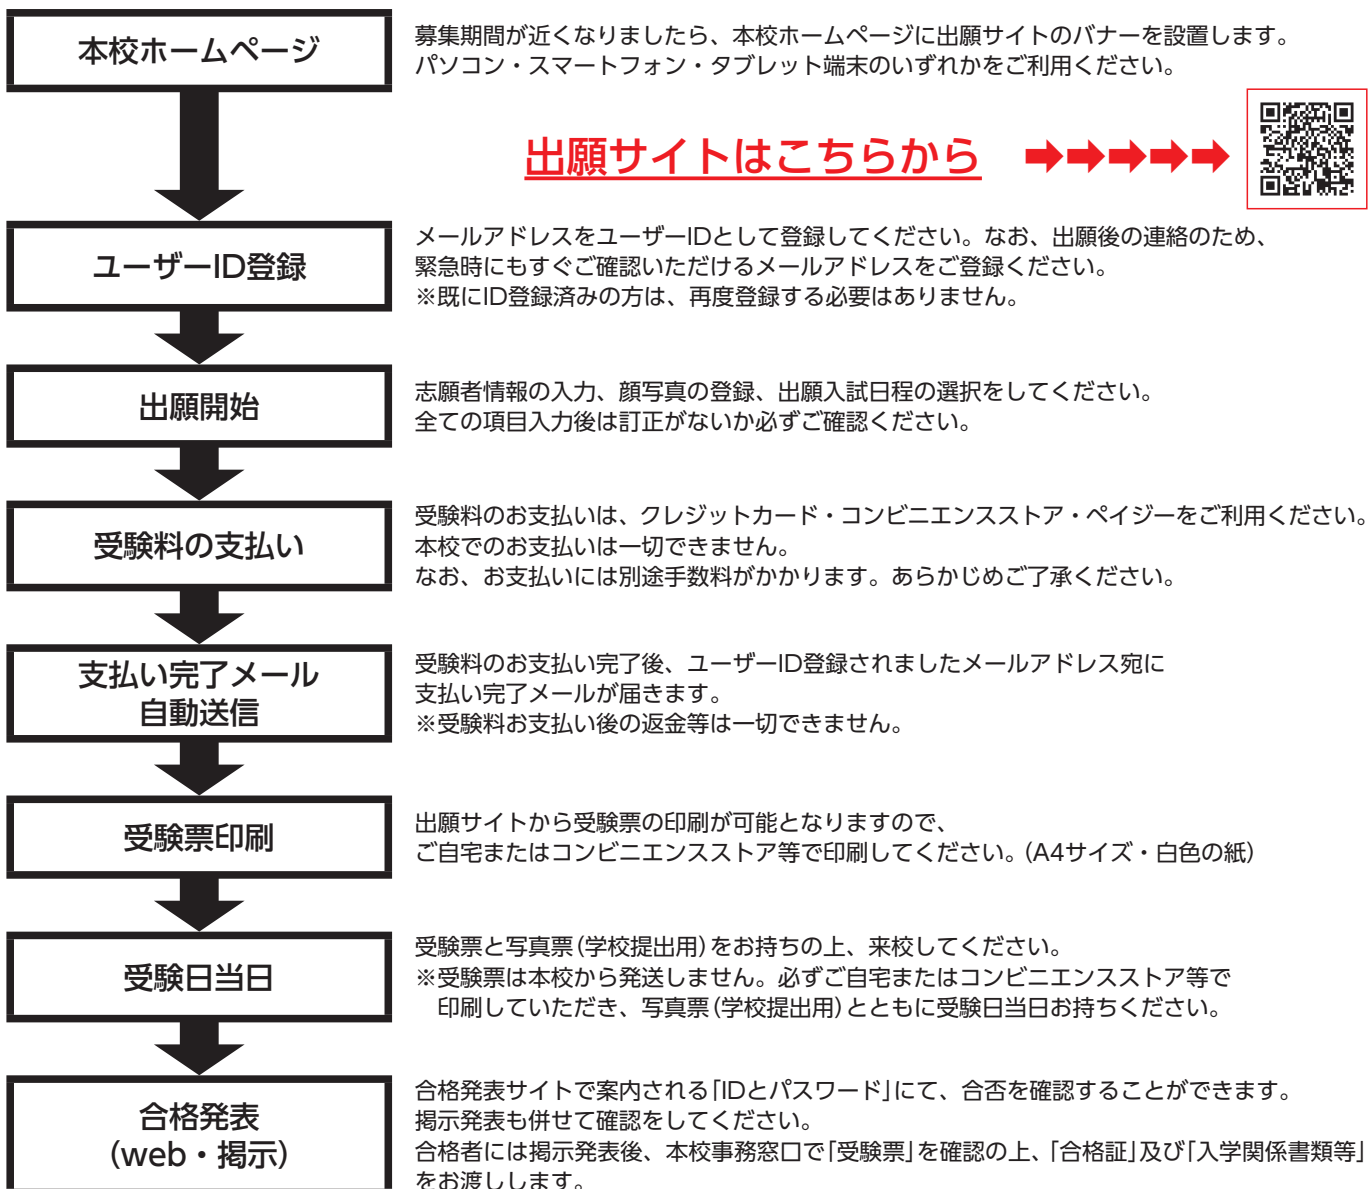 本校ホームページ
募集期間が近くなりましたら、本校ホームページに出願サイトのバナーを設置します。
パソコン・スマートフォン・タブレット端末のいずれかをご利用ください。
出願サイトはこちらから
ユーザーID登録
メールアドレスをユーザーIDとして登録してください。なお、出願後の連絡のため、
緊急時にもすぐご確認いただけるメールアドレスをご登録ください。
※既にID登録済みの方は、再度登録する必要はありません。
出願開始
志願者情報の入力、顔写真の登録、出願入試日程の選択をしてください。
全ての項目入力後は訂正がないか必ずご確認ください。
受験料の支払い
受験料のお支払いは、クレジットカード・コンビニエンスストア・ペイジーをご利用ください。
本校でのお支払いは一切できません。
なお、お支払いには別途手数料がかかります。あらかじめご了承ください。
支払い完了メール
自動送信
受験料のお支払い完了後、ユーザーID登録されましたメールアドレス宛に
支払い完了メールが届きます。
※受験料お支払い後の返金等は一切できません。
受験票印刷
出願サイトから受験票の印刷が可能となりますので、
ご自宅またはコンビニエンスストア等で印刷してください。(A4サイズ・白色の紙)
受験日当日
受験票と写真票(学校提出用)をお持ちの上、来校してください。
※受験票は本校から発送しません。必ずご自宅またはコンビニエンスストア等で
印刷していただき、写真票(学校提出用)とともに受験日当日お持ちください。
合格発表
(web・掲示)
合格発表サイトで案内される「IDとパスワード」にて、合否を確認することができます。
掲示発表も併せて確認をしてください。
合格者には掲示発表後、本校事務窓口で「受験票」を確認の上、「合格証」及び「入学関係書類等」
をお渡しします。